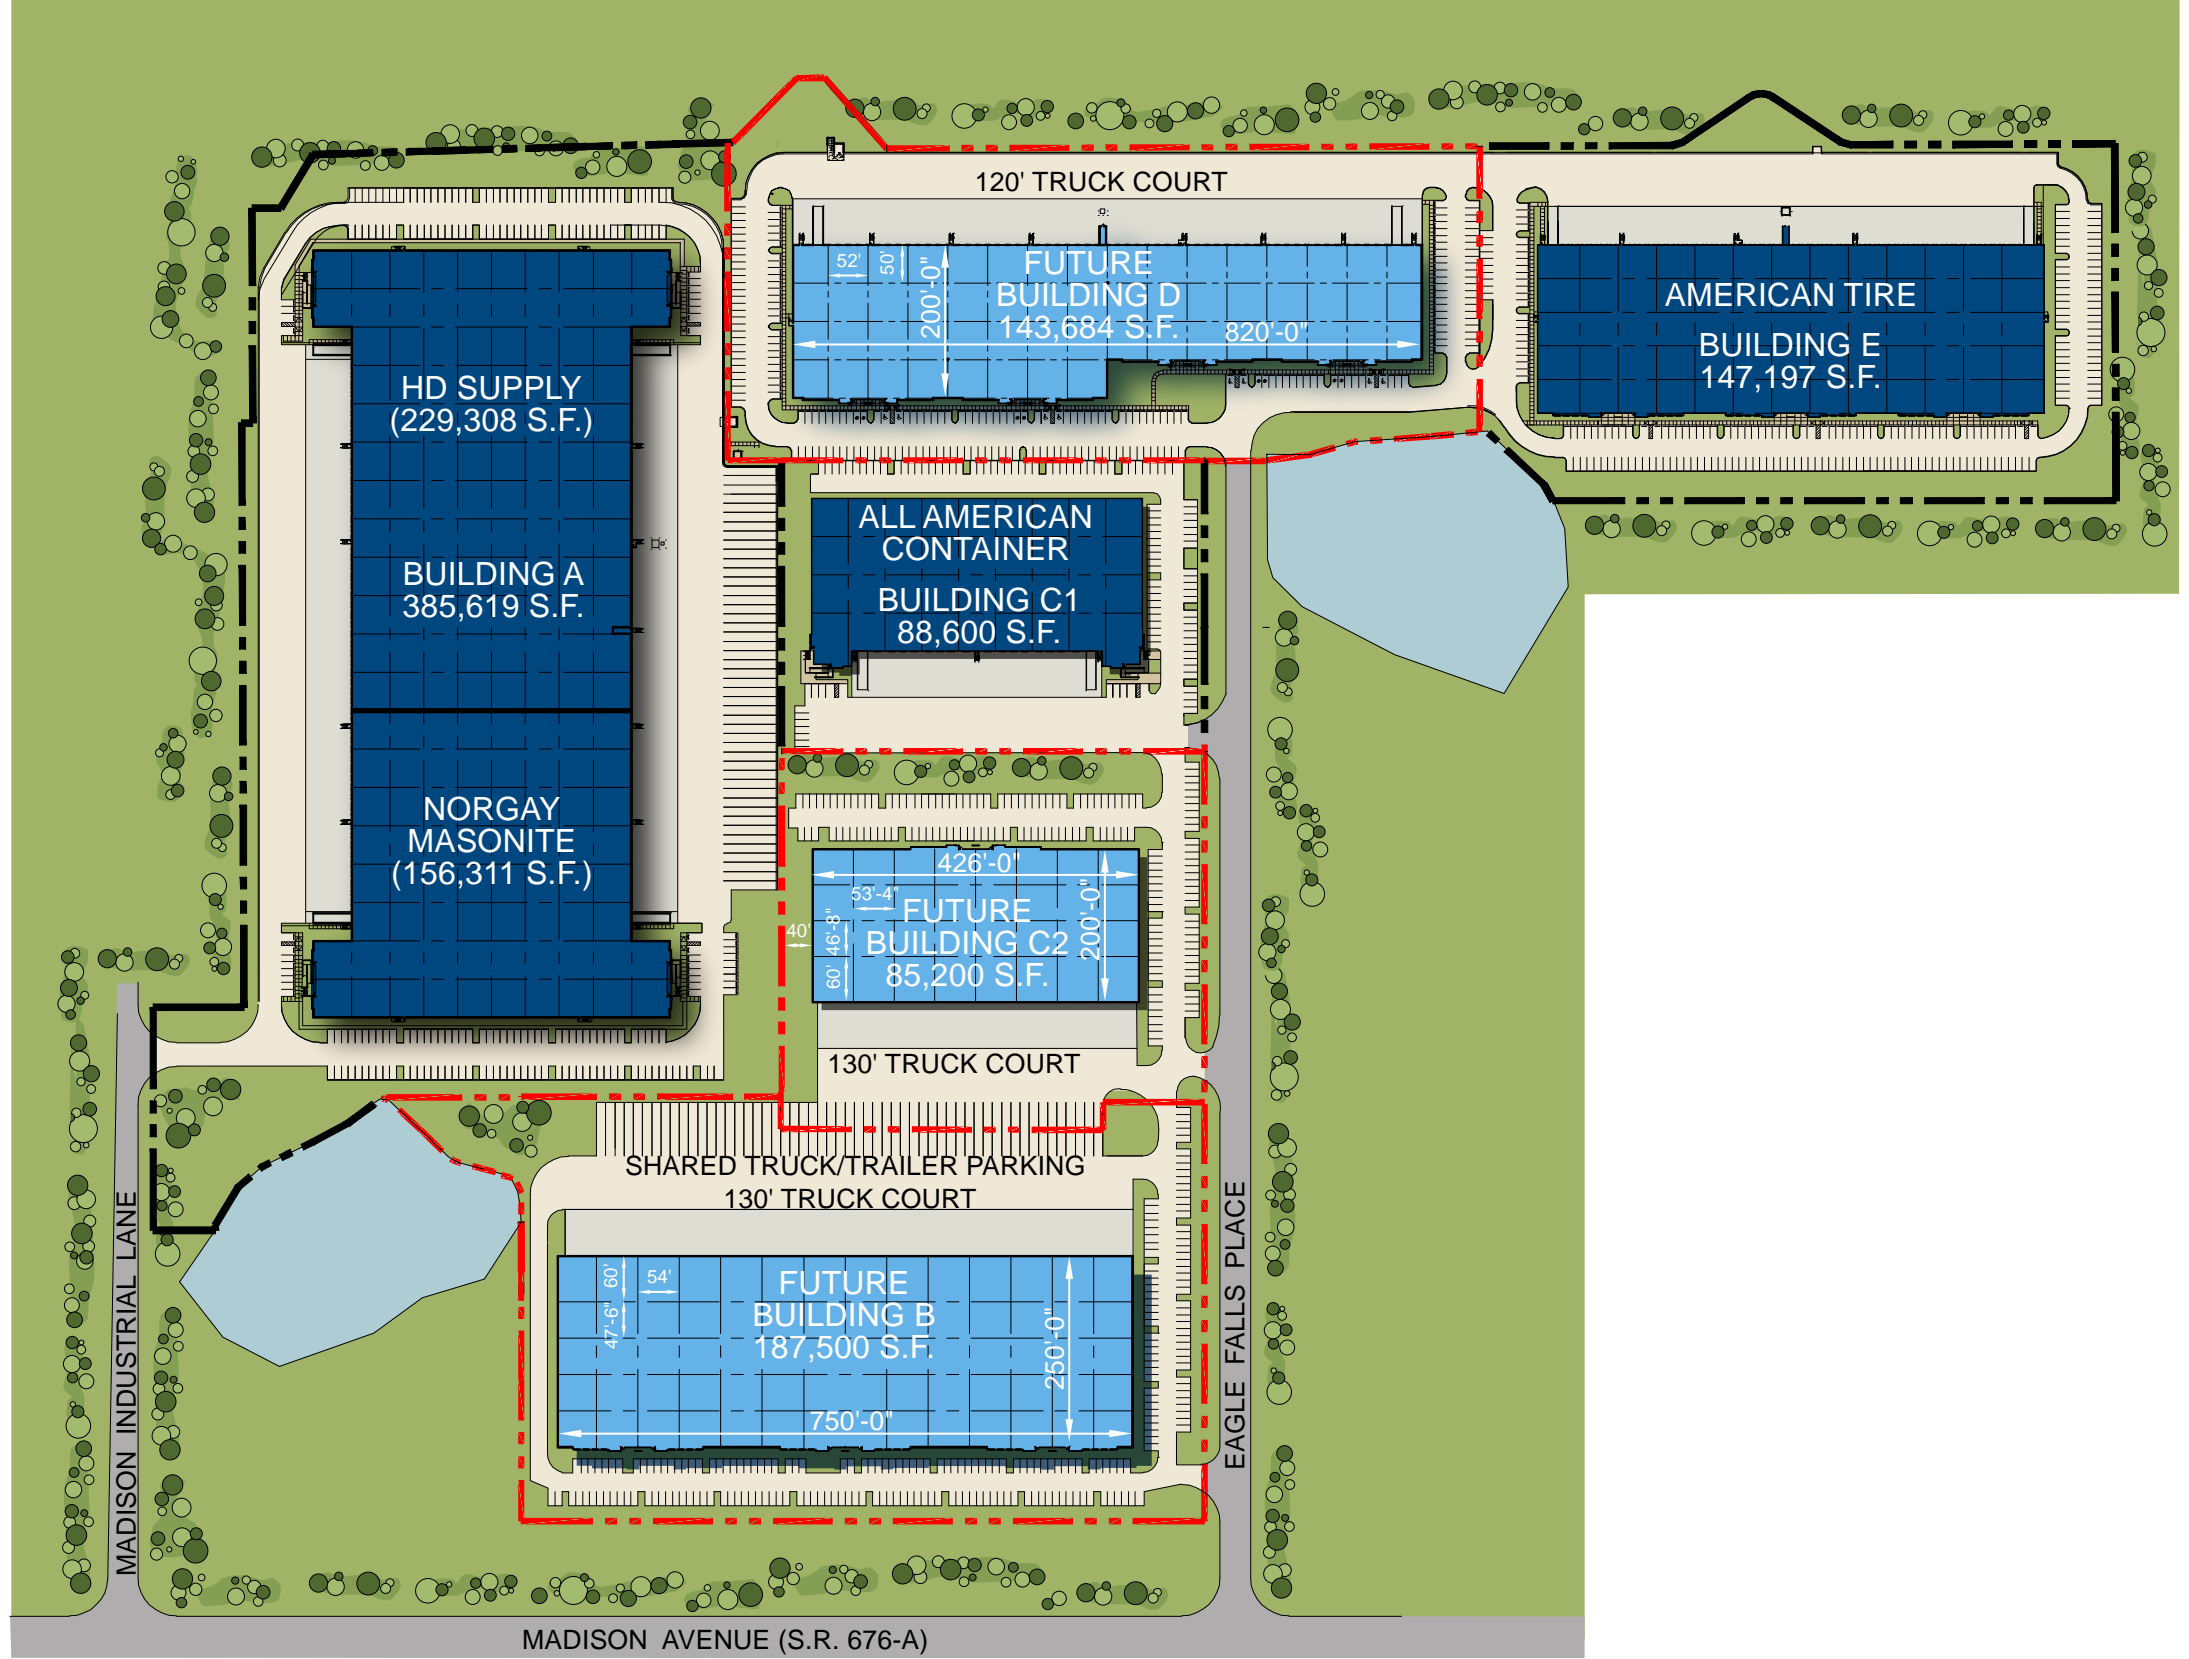 120' TRUCK COURT
52'
50'
200'-0"
FUTURE
BUILDING D
143,684 S.F.
820'-0"
AMERICAN TIRE
BUILDING E
147,197 S.F.
HD SUPPLY
(229,308 S.F.)
BUILDING A
385,619 S.F.
NORGAY
MASONITE
(156,311 S.F.)
ALL AMERICAN
CONTAINER
BUILDING C1
88,600 S.F.
426'-0"
53'-4"
40'
46'-8"
60'
FUTURE
BUILDING C2
85,200 S.F.
200'-0"
130' TRUCK COURT
SHARED TRUCK/TRAILER PARKING
130' TRUCK COURT
60'
54'
47'-6"
FUTURE
BUILDING B
187,500 S.F.
250'-0"
750'-0"
MADISON INDUSTRIAL LANE
EAGLE FALLS PLACE
MADISON AVENUE (S.R. 676-A)